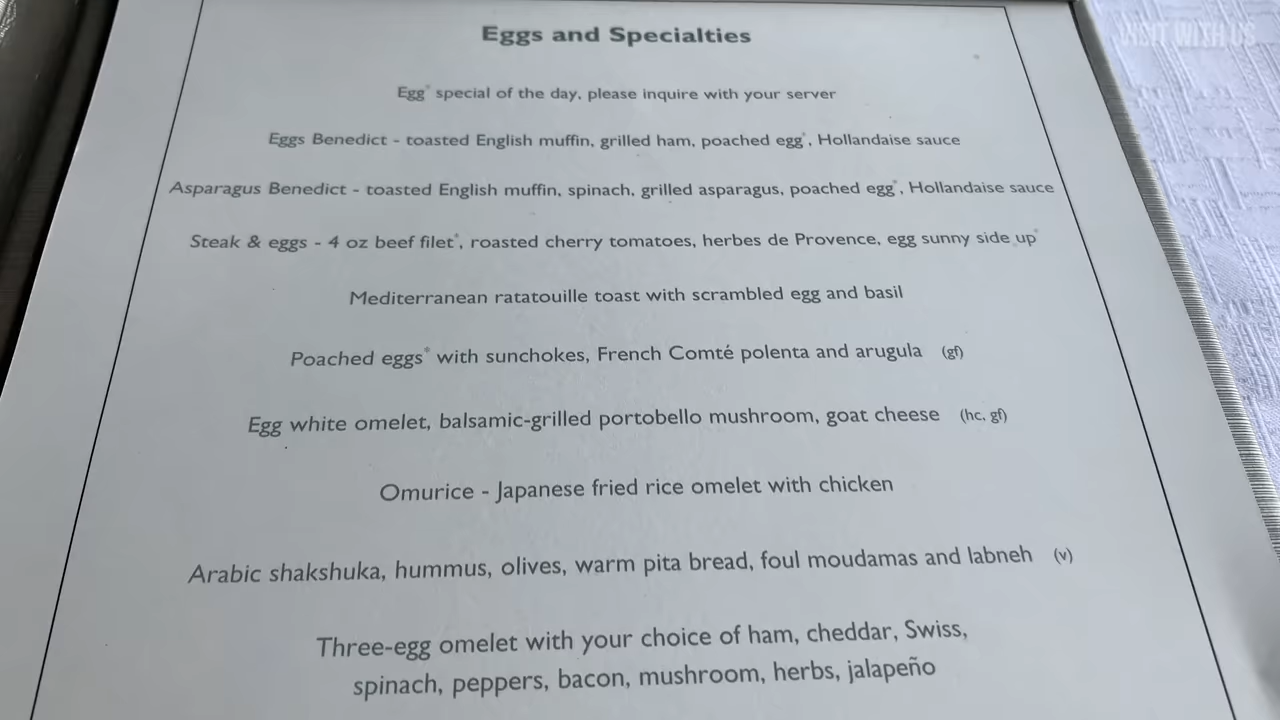 VISIT WITH US
Eggs and Specialties
Egg* special of the day, please inquire with your server
Eggs Benedict - toasted English muffin, grilled ham, poached egg*, Hollandaise sauce
Asparagus Benedict - toasted English muffin, spinach, grilled asparagus, poached egg*, Hollandaise sauce
Steak & eggs - 4 oz beef filet*, roasted cherry tomatoes, herbes de Provence, egg sunny side up*
Mediterranean ratatouille toast with scrambled egg and basil
Poached eggs* with sunchokes, French Comté polenta and arugula (gf)
Egg white omelet, balsamic-grilled portobello mushroom, goat cheese (hc, gf)
Omurice - Japanese fried rice omelet with chicken
Arabic shakshuka, hummus, olives, warm pita bread, foul moudamas and labneh (v)
Three-egg omelet with your choice of ham, cheddar, Swiss,
spinach, peppers, bacon, mushroom, herbs, jalapeño